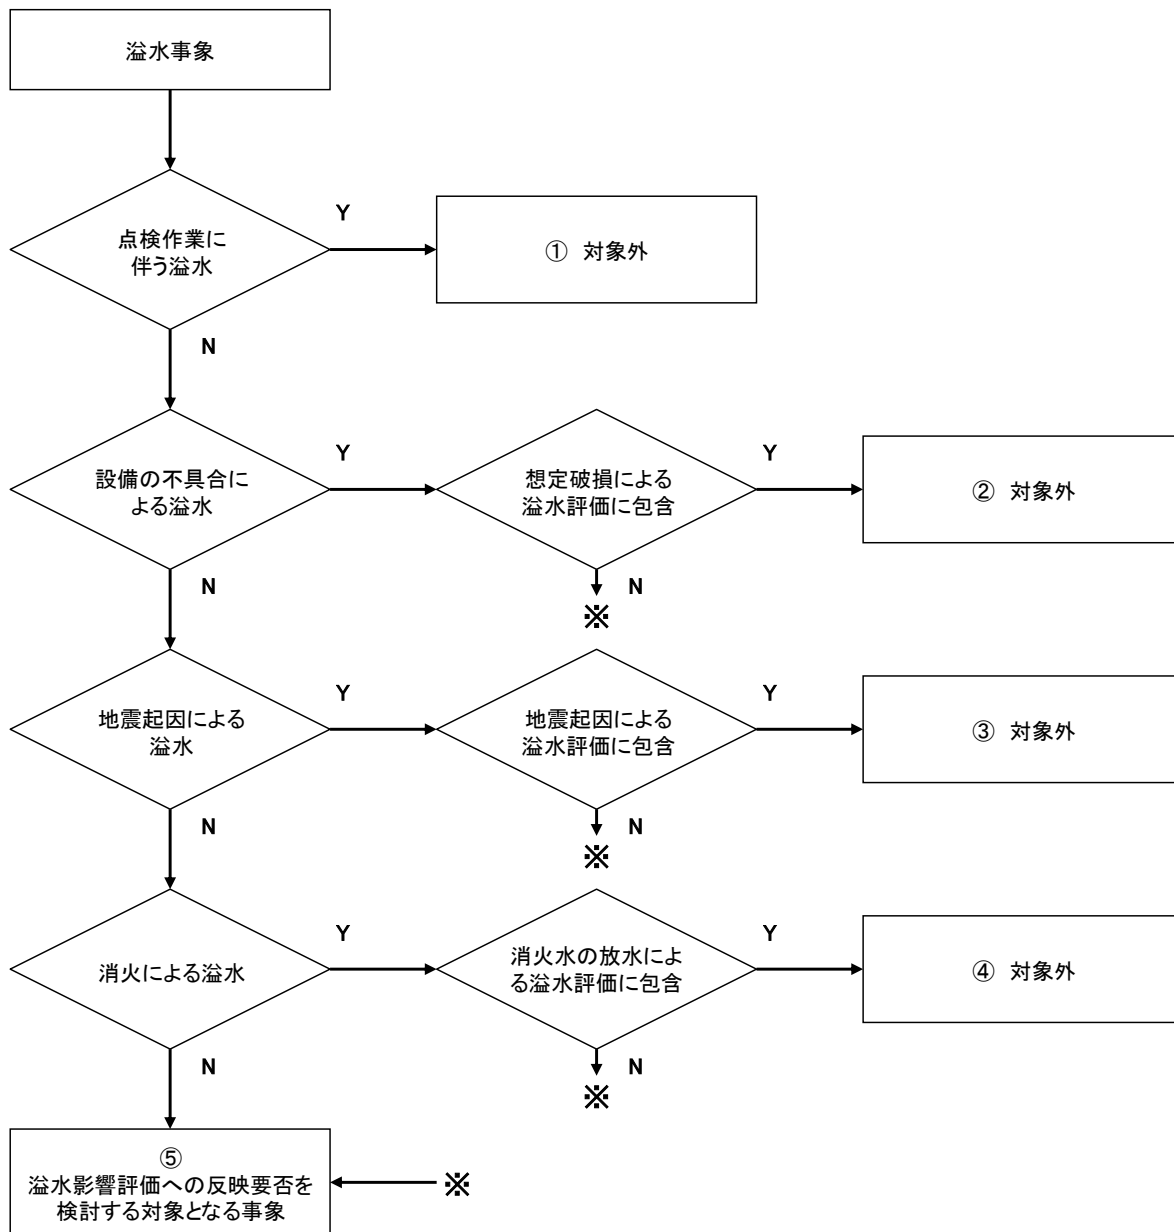 溢水事象
点検作業に
伴う溢水
Y
① 対象外
N
設備の不具合に
よる溢水
Y
想定破損による
溢水評価に包含
Y
② 対象外
N
N
※
地震起因による
溢水
Y
地震起因による
溢水評価に包含
Y
③ 対象外
N
N
※
消火による溢水
Y
消火水の放水によ
る溢水評価に包含
Y
④ 対象外
N
N
※
⑤
溢水影響評価への反映要否を
検討する対象となる事象
※